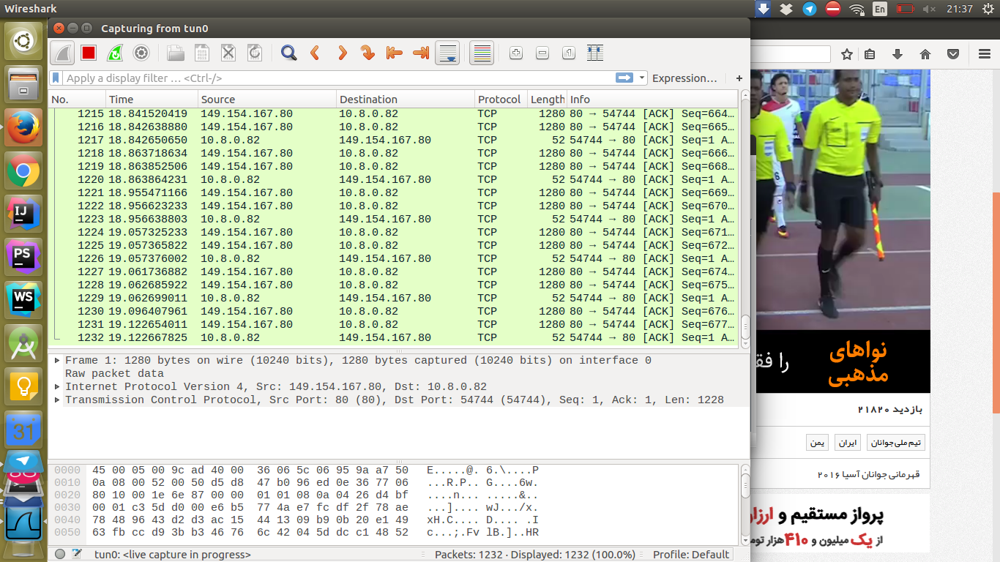 Wireshark
En
21:37
Capturing from tun0
Apply a display filter … <Ctrl-/>
Expression…
+
No. Time Source Destination Protocol Length Info
1215 18.841520419 149.154.167.80 10.8.0.82 TCP 1280 80 → 54744 [ACK] Seq=664…
1216 18.842638880 149.154.167.80 10.8.0.82 TCP 1280 80 → 54744 [ACK] Seq=665…
1217 18.842650650 10.8.0.82 149.154.167.80 TCP 52 54744 → 80 [ACK] Seq=1 A…
1218 18.863718634 149.154.167.80 10.8.0.82 TCP 1280 80 → 54744 [ACK] Seq=666…
1219 18.863852506 149.154.167.80 10.8.0.82 TCP 1280 80 → 54744 [ACK] Seq=668…
1220 18.863864231 10.8.0.82 149.154.167.80 TCP 52 54744 → 80 [ACK] Seq=1 A…
1221 18.955471166 149.154.167.80 10.8.0.82 TCP 1280 80 → 54744 [ACK] Seq=669…
1222 18.956623233 149.154.167.80 10.8.0.82 TCP 1280 80 → 54744 [ACK] Seq=670…
1223 18.956638803 10.8.0.82 149.154.167.80 TCP 52 54744 → 80 [ACK] Seq=1 A…
1224 19.057325233 149.154.167.80 10.8.0.82 TCP 1280 80 → 54744 [ACK] Seq=671…
1225 19.057365822 149.154.167.80 10.8.0.82 TCP 1280 80 → 54744 [ACK] Seq=672…
1226 19.057376002 10.8.0.82 149.154.167.80 TCP 52 54744 → 80 [ACK] Seq=1 A…
1227 19.061736882 149.154.167.80 10.8.0.82 TCP 1280 80 → 54744 [ACK] Seq=674…
1228 19.062685922 149.154.167.80 10.8.0.82 TCP 1280 80 → 54744 [ACK] Seq=675…
1229 19.062699011 10.8.0.82 149.154.167.80 TCP 52 54744 → 80 [ACK] Seq=1 A…
1230 19.096407961 149.154.167.80 10.8.0.82 TCP 1280 80 → 54744 [ACK] Seq=676…
1231 19.122654011 149.154.167.80 10.8.0.82 TCP 1280 80 → 54744 [ACK] Seq=677…
1232 19.122667825 10.8.0.82 149.154.167.80 TCP 52 54744 → 80 [ACK] Seq=1 A…
Frame 1: 1280 bytes on wire (10240 bits), 1280 bytes captured (10240 bits) on interface 0
Raw packet data
Internet Protocol Version 4, Src: 149.154.167.80, Dst: 10.8.0.82
Transmission Control Protocol, Src Port: 80 (80), Dst Port: 54744 (54744), Seq: 1, Ack: 1, Len: 1228
0000 45 00 05 00 9c ad 40 00 36 06 5c 06 95 9a a7 50 E.....@. 6.\....P
0010 0a 08 00 52 00 50 d5 d8 47 b0 96 ed 0e 36 77 06 ...R.P.. G....6w.
0020 80 10 00 1e 6e 87 00 00 01 01 08 0a 04 26 d4 bf ....n... .....&..
0030 00 01 c3 5d d0 00 e6 b5 77 4a e7 fc df 2f 78 ae ...].... wJ.../x.
0040 78 48 96 43 d2 d3 ac 15 44 13 09 b9 0b 20 e1 49 xH.C.... D.... .I
0050 63 fb cc d9 3b b3 46 76 6c 42 04 5d dc c1 48 52 c...;.Fv lB.]..HR
tun0: <live capture in progress>
Packets: 1232 · Displayed: 1232 (100.0%)
Profile: Default
IJ
PS
WS
31
6
نواهای
مذهبی
را فقـ
بازدید ۲۱۸۲۰
تیم ملی جوانان
ایران
یمن
قهرمانی جوانان آسیا ۲۰۱۶
پرواز مستقیم و ارزان
از یک میلیون و ۴۱۰ هزار توما